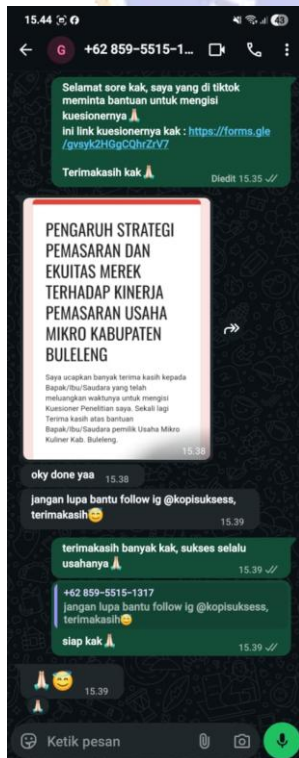 15.44
43
G +62 859-5515-1...
Selamat sore kak, saya yang di tiktok
meminta bantuan untuk mengisi
kuesionernya🙏
ini link kuesionernya kak : https://forms.gle
/gvsyk2HGgCQhrZrV7
Terimakasih kak🙏
Diedit 15.35
PENGARUH STRATEGI
PEMASARAN DAN
EKUITAS MEREK
TERHADAP KINERJA
PEMASARAN USAHA
MIKRO KABUPATEN
BULELENG
Saya ucapkan banyak terima kasih kepada
Bapak/Ibu/Saudara yang telah
meluangkan waktunya untuk mengisi
Kuesioner Penelitian saya. Sekali lagi
Terima kasih atas bantuan
Bapak/Ibu/Saudara pemilik Usaha Mikro
Kuliner Kab. Buleleng.
15.38
oky done yaa 15.38
jangan lupa bantu follow ig @kopisuksess,
terimakasih😅
15.39
terimakasih banyak kak, sukses selalu
usahanya🙏
15.39
+62 859-5515-1317
jangan lupa bantu follow ig @kopisuksess,
terimakasih😅
siap kak🙏
15.39
🙏😅 15.39
🙏
Ketik pesan